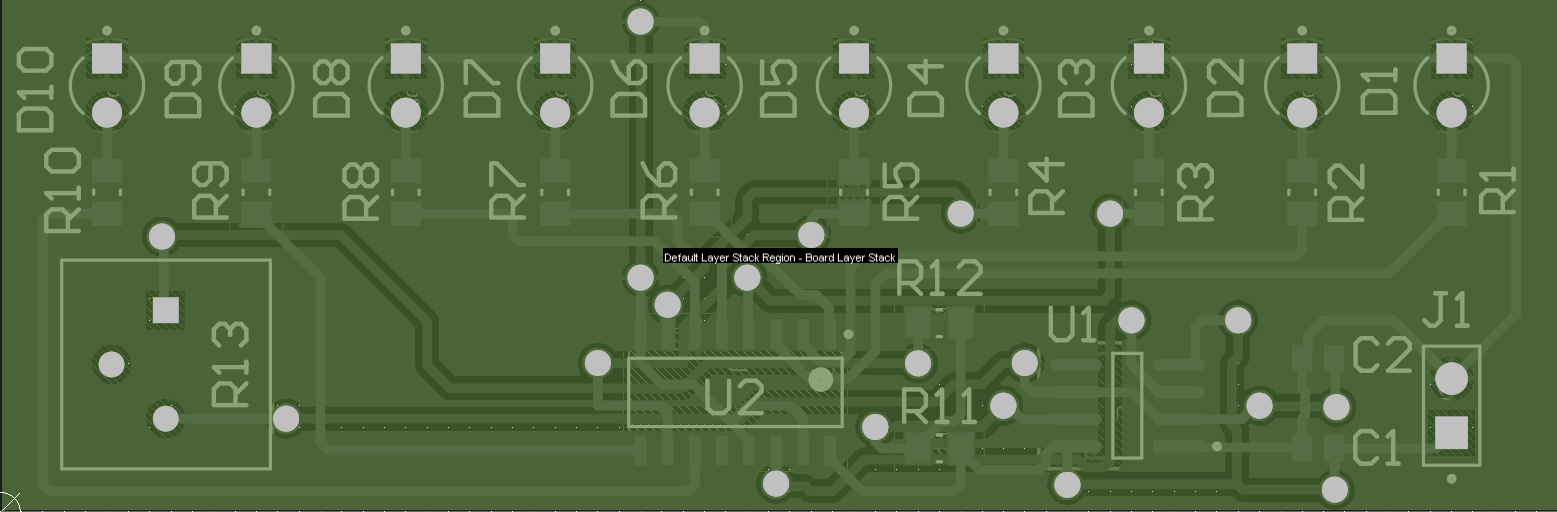 D10
D9
D8
D7
D6
D5
D4
D3
D2
D1
R10
R9
R8
R7
R6
R5
R4
R3
R2
R1
Default Layer Stack Region - Board Layer Stack
R12
U1
J1
R13
C2
U2
R11
C1